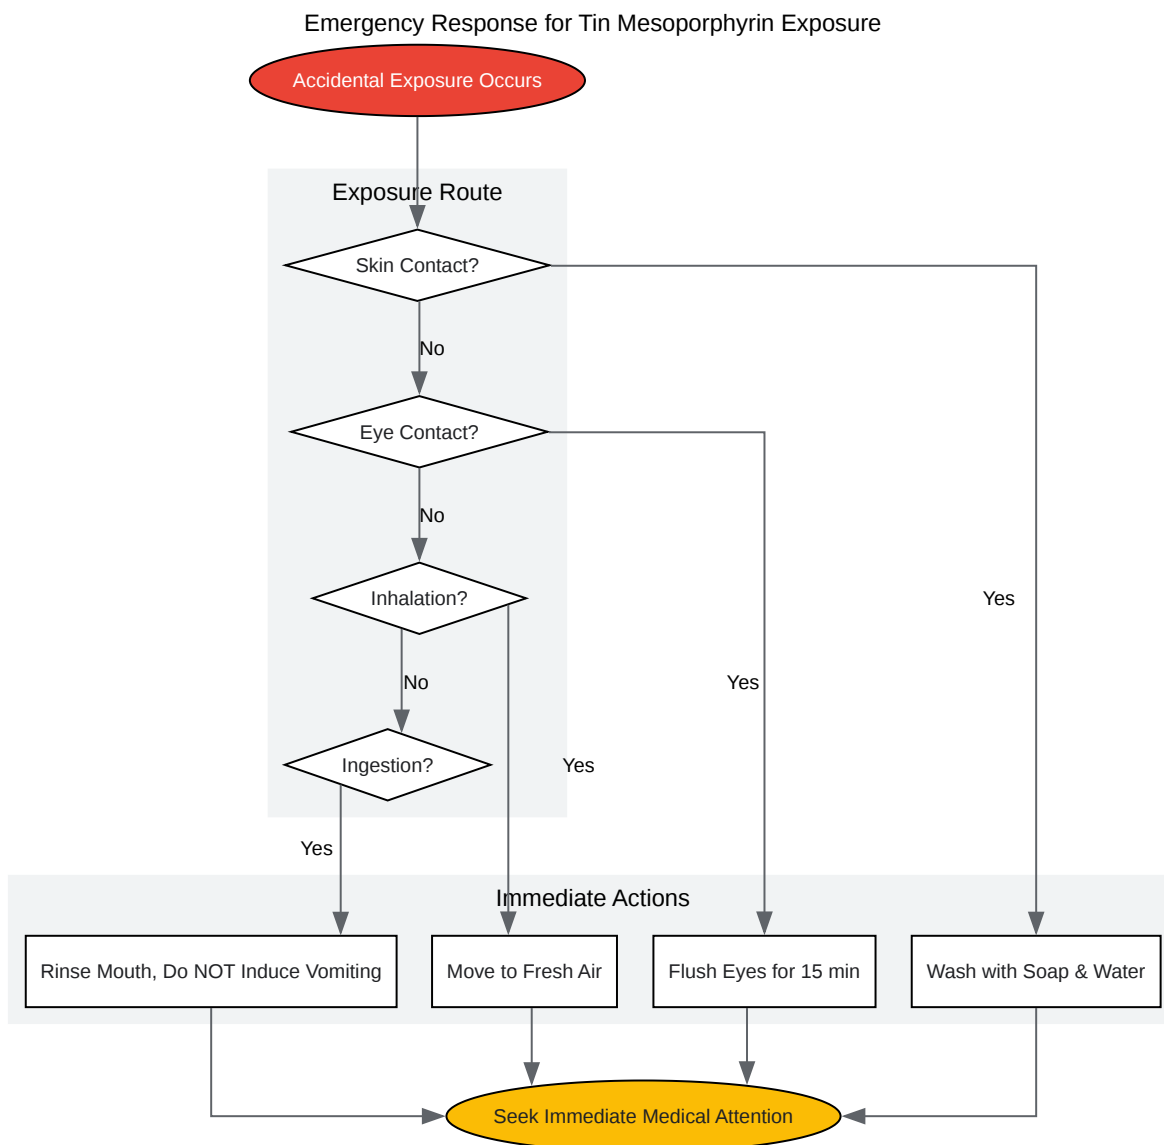 Emergency Response for Tin Mesoporphyrin Exposure
Accidental Exposure Occurs
Exposure Route
Skin Contact?
No
Eye Contact?
No
Inhalation?
Yes
No
Yes
Ingestion?
Yes
Yes
Immediate Actions
Rinse Mouth, Do NOT Induce Vomiting
Move to Fresh Air
Flush Eyes for 15 min
Wash with Soap & Water
Seek Immediate Medical Attention